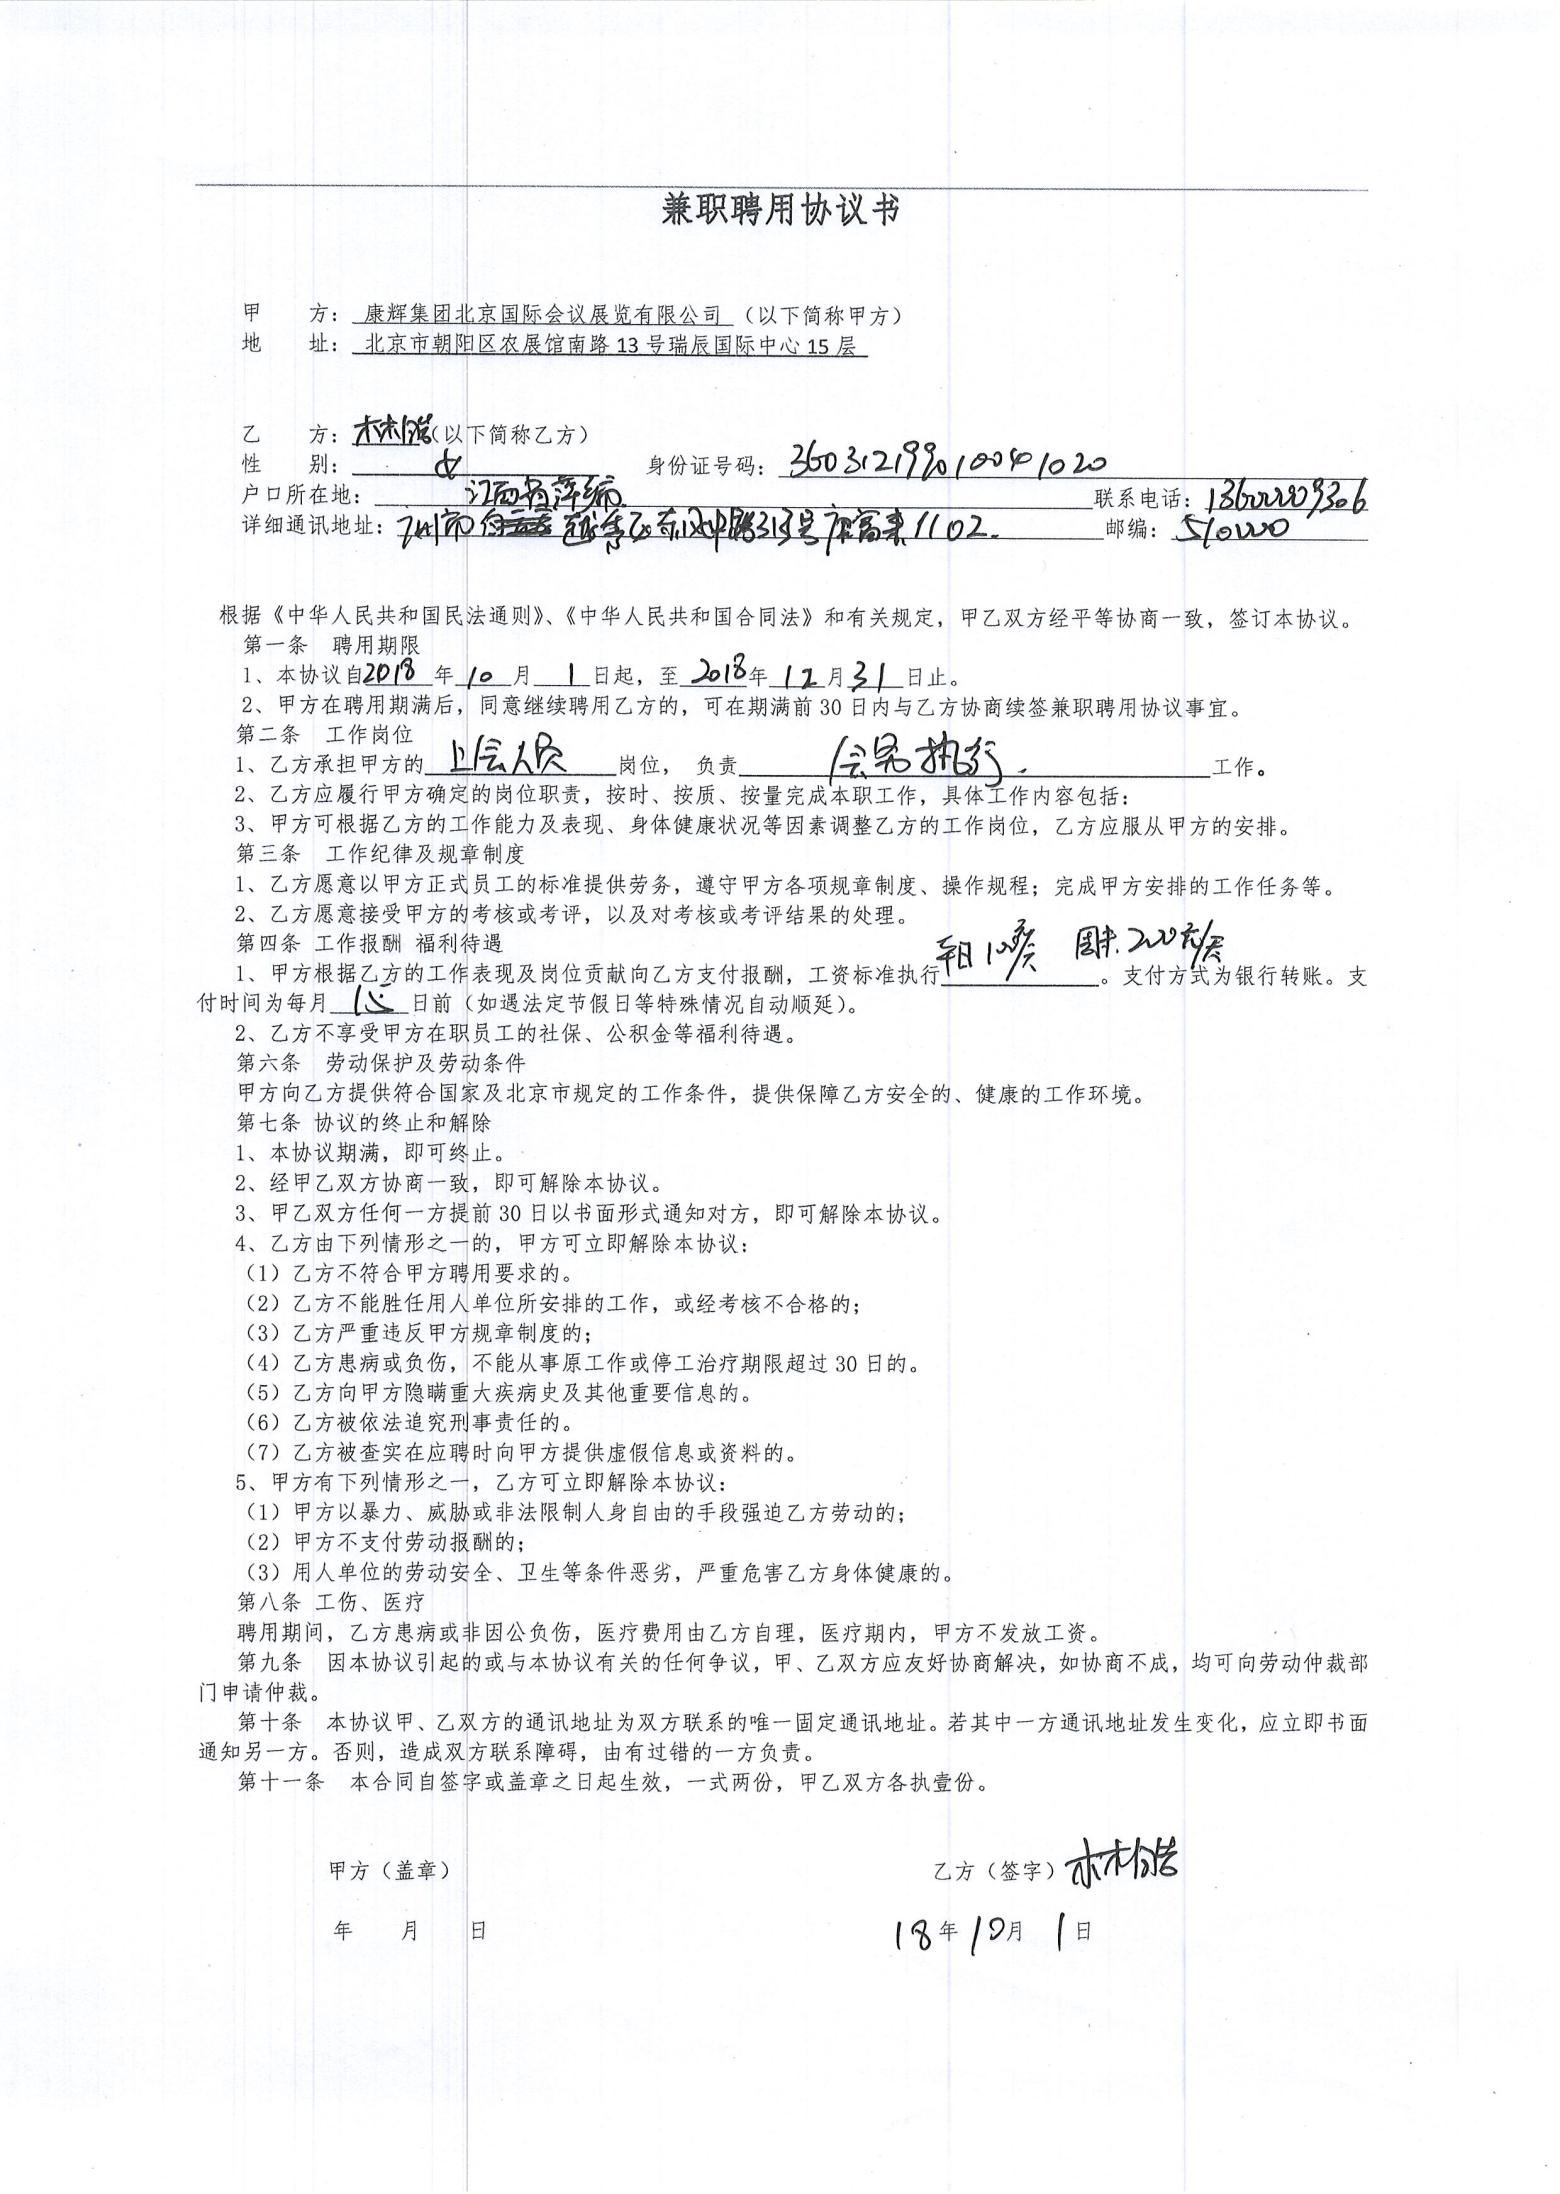 兼职聘用协议书
甲 方: 康辉集团北京国际会议展览有限公司 (以下简称甲方)
地 址: 北京市朝阳区农展馆南路 13 号瑞辰国际中心 15 层
乙 方: (以下简称乙方)
性 别: 女 身份证号码:
户口所在地: 江西省萍 联系电话:
详细通讯地址: 越秀区东风中路313号 1102. 邮编: 510220
根据《中华人民共和国民法通则》、《中华人民共和国合同法》和有关规定，甲乙双方经平等协商一致，签订本协议。
第一条 聘用期限
1、本协议自2018 年 10 月 1 日起，至 2018年 12 月 31 日止。
2、甲方在聘用期满后，同意继续聘用乙方的，可在期满前 30 日内与乙方协商续签兼职聘用协议事宜。
第二条 工作岗位
1、乙方承担甲方的 上会人员 岗位， 负责 会务执行. 工作。
2、乙方应履行甲方确定的岗位职责，按时、按质、按量完成本职工作，具体工作内容包括:
3、甲方可根据乙方的工作能力及表现、身体健康状况等因素调整乙方的工作岗位，乙方应服从甲方的安排。
第三条 工作纪律及规章制度
1、乙方愿意以甲方正式员工的标准提供劳务，遵守甲方各项规章制度、操作规程；完成甲方安排的工作任务等。
2、乙方愿意接受甲方的考核或考评，以及对考核或考评结果的处理。
第四条 工作报酬 福利待遇
1、甲方根据乙方的工作表现及岗位贡献向乙方支付报酬，工资标准执行 平日 元/天 周末 200元/天 。支付方式为银行转账。支
付时间为每月 日前（如遇法定节假日等特殊情况自动顺延）。
2、乙方不享受甲方在职员工的社保、公积金等福利待遇。
第六条 劳动保护及劳动条件
甲方向乙方提供符合国家及北京市规定的工作条件，提供保障乙方安全的、健康的工作环境。
第七条 协议的终止和解除
1、本协议期满，即可终止。
2、经甲乙双方协商一致，即可解除本协议。
3、甲乙双方任何一方提前 30 日以书面形式通知对方，即可解除本协议。
4、乙方由下列情形之一的，甲方可立即解除本协议:
（1）乙方不符合甲方聘用要求的。
（2）乙方不能胜任用人单位所安排的工作，或经考核不合格的；
（3）乙方严重违反甲方规章制度的；
（4）乙方患病或负伤，不能从事原工作或停工治疗期限超过 30 日的。
（5）乙方向甲方隐瞒重大疾病史及其他重要信息的。
（6）乙方被依法追究刑事责任的。
（7）乙方被查实在应聘时向甲方提供虚假信息或资料的。
5、甲方有下列情形之一，乙方可立即解除本协议:
（1）甲方以暴力、威胁或非法限制人身自由的手段强迫乙方劳动的；
（2）甲方不支付劳动报酬的；
（3）用人单位的劳动安全、卫生等条件恶劣，严重危害乙方身体健康的。
第八条 工伤、医疗
聘用期间，乙方患病或非因公负伤，医疗费用由乙方自理，医疗期内，甲方不发放工资。
第九条 因本协议引起的或与本协议有关的任何争议，甲、乙双方应友好协商解决，如协商不成，均可向劳动仲裁部
门申请仲裁。
第十条 本协议甲、乙双方的通讯地址为双方联系的唯一固定通讯地址。若其中一方通讯地址发生变化，应立即书面
通知另一方。否则，造成双方联系障碍，由有过错的一方负责。
第十一条 本合同自签字或盖章之日起生效，一式两份，甲乙双方各执壹份。
甲方（盖章） 乙方（签字）
年 月 日 18 年 10 月 1 日